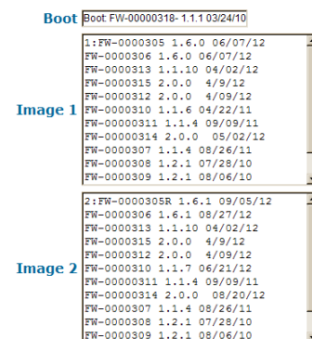 Boot Boot: FW-00000318- 1.1.1 03/24/10
Image 1
1:FW-0000305 1.6.0 06/07/12
FW-0000306 1.6.0 06/07/12
FW-0000313 1.1.10 04/02/12
FW-0000315 2.0.0 4/9/12
FW-0000312 2.0.0 4/09/12
FW-0000310 1.1.6 04/22/11
FW-00000311 1.1.4 09/09/11
FW-00000314 2.0.0 05/02/12
FW-0000307 1.1.4 08/26/11
FW-0000308 1.2.1 07/28/10
FW-0000309 1.2.1 08/06/10
Image 2
2:FW-0000305R 1.6.1 09/05/12
FW-0000306 1.6.1 08/27/12
FW-0000313 1.1.10 04/02/12
FW-0000315 2.0.0 4/9/12
FW-0000312 2.0.0 4/09/12
FW-0000310 1.1.7 06/21/12
FW-00000311 1.1.4 09/09/11
FW-00000314 2.0.0 08/20/12
FW-0000307 1.1.4 08/26/11
FW-0000308 1.2.1 07/28/10
FW-0000309 1.2.1 08/06/10